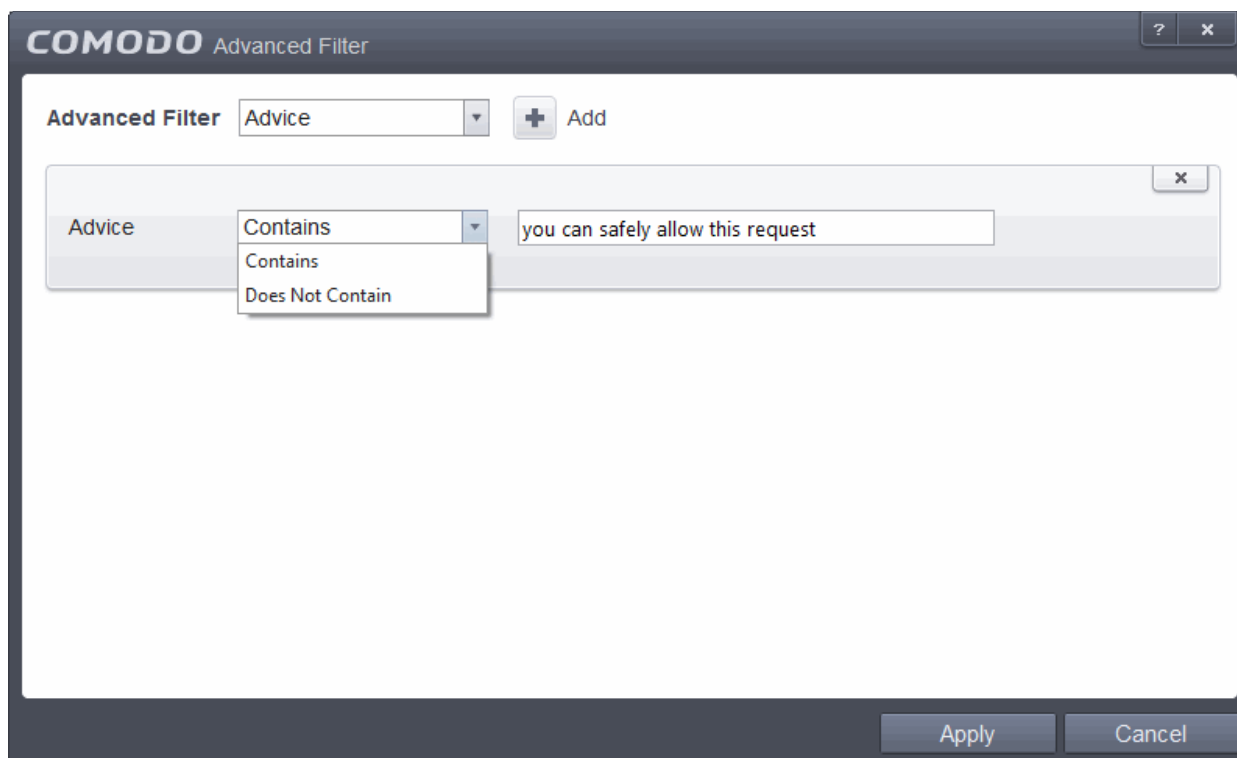 COMODO Advanced Filter ? x
Advanced Filter Advice + Add
x
Advice Contains you can safely allow this request
Contains
Does Not Contain
Apply Cancel